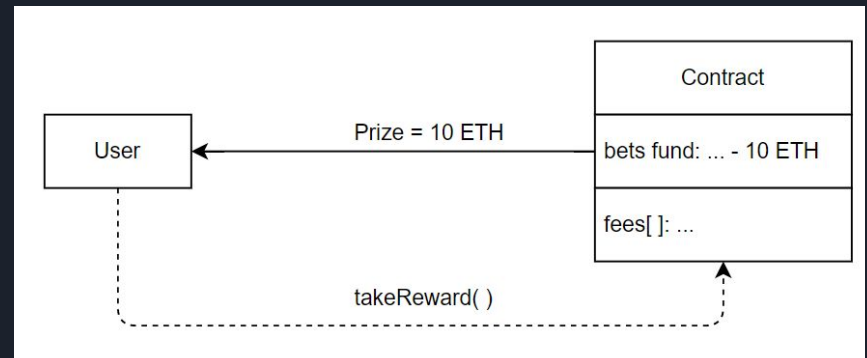 Contract
Prize = 10 ETH
User
bets fund: ... - 10 ETH
fees[ ]: ...
takeReward( )